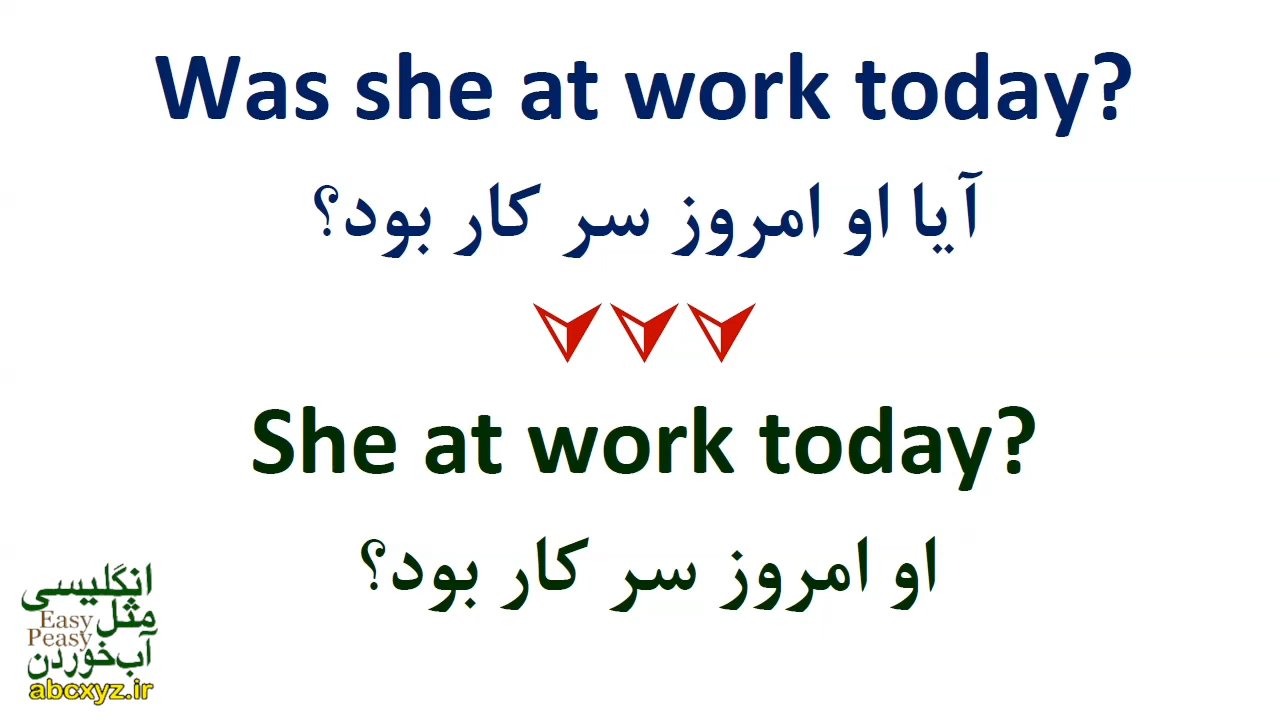 Was she at work today?
آیا او امروز سر کار بود؟
She at work today?
او امروز سر کار بود؟
انگلیسی
مثل Easy
Peasy
آب‌خوردن
abcxyz.ir